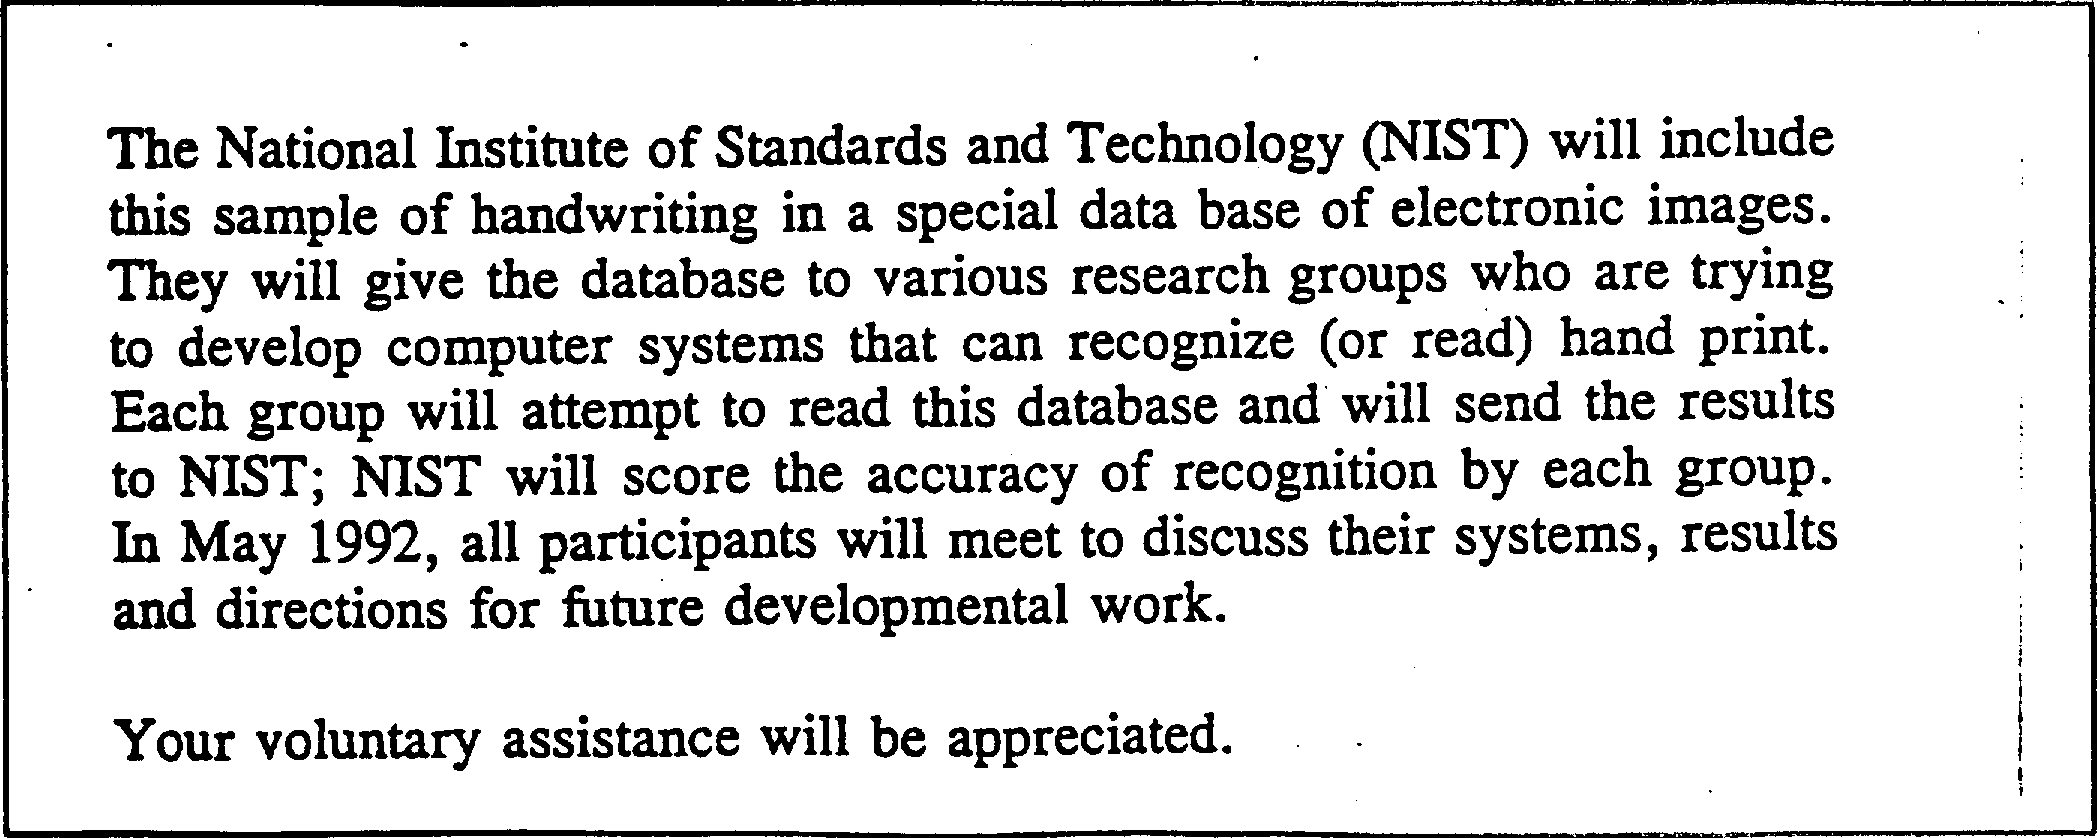 The National Institute of Standards and Technology (NIST) will include
this sample of handwriting in a special data base of electronic images.
They will give the database to various research groups who are trying
to develop computer systems that can recognize (or read) hand print.
Each group will attempt to read this database and will send the results
to NIST; NIST will score the accuracy of recognition by each group.
In May 1992, all participants will meet to discuss their systems, results
and directions for future developmental work.
Your voluntary assistance will be appreciated.